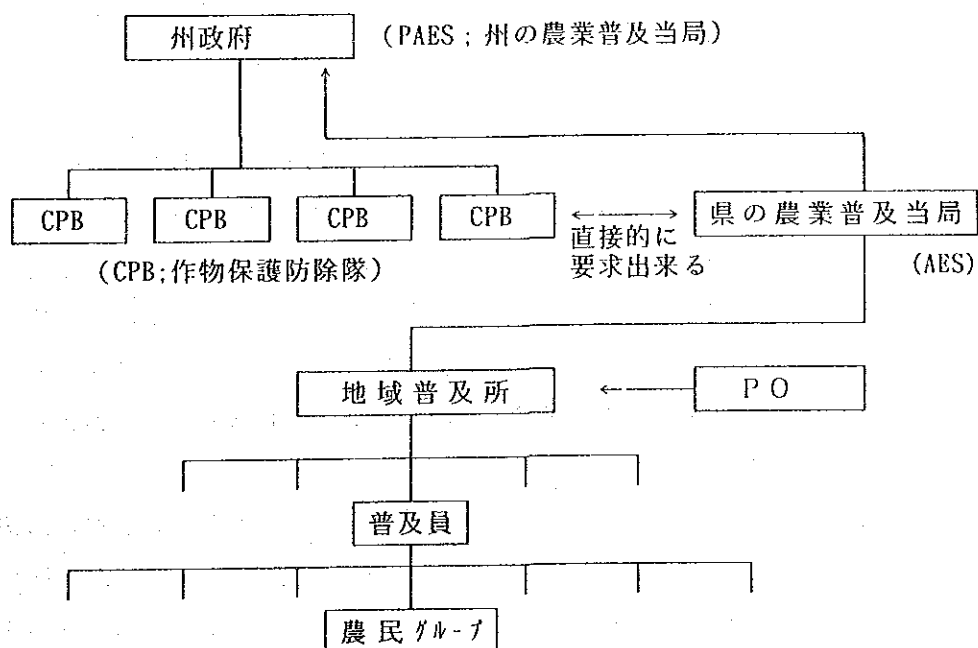 州政府 (PAES ; 州の農業普及当局)
CPB CPB CPB CPB
直接的に
要求出来る
県の農業普及当局
(CPB;作物保護防除隊)
(AES)
地域普及所
PO
普及員
農民グループ